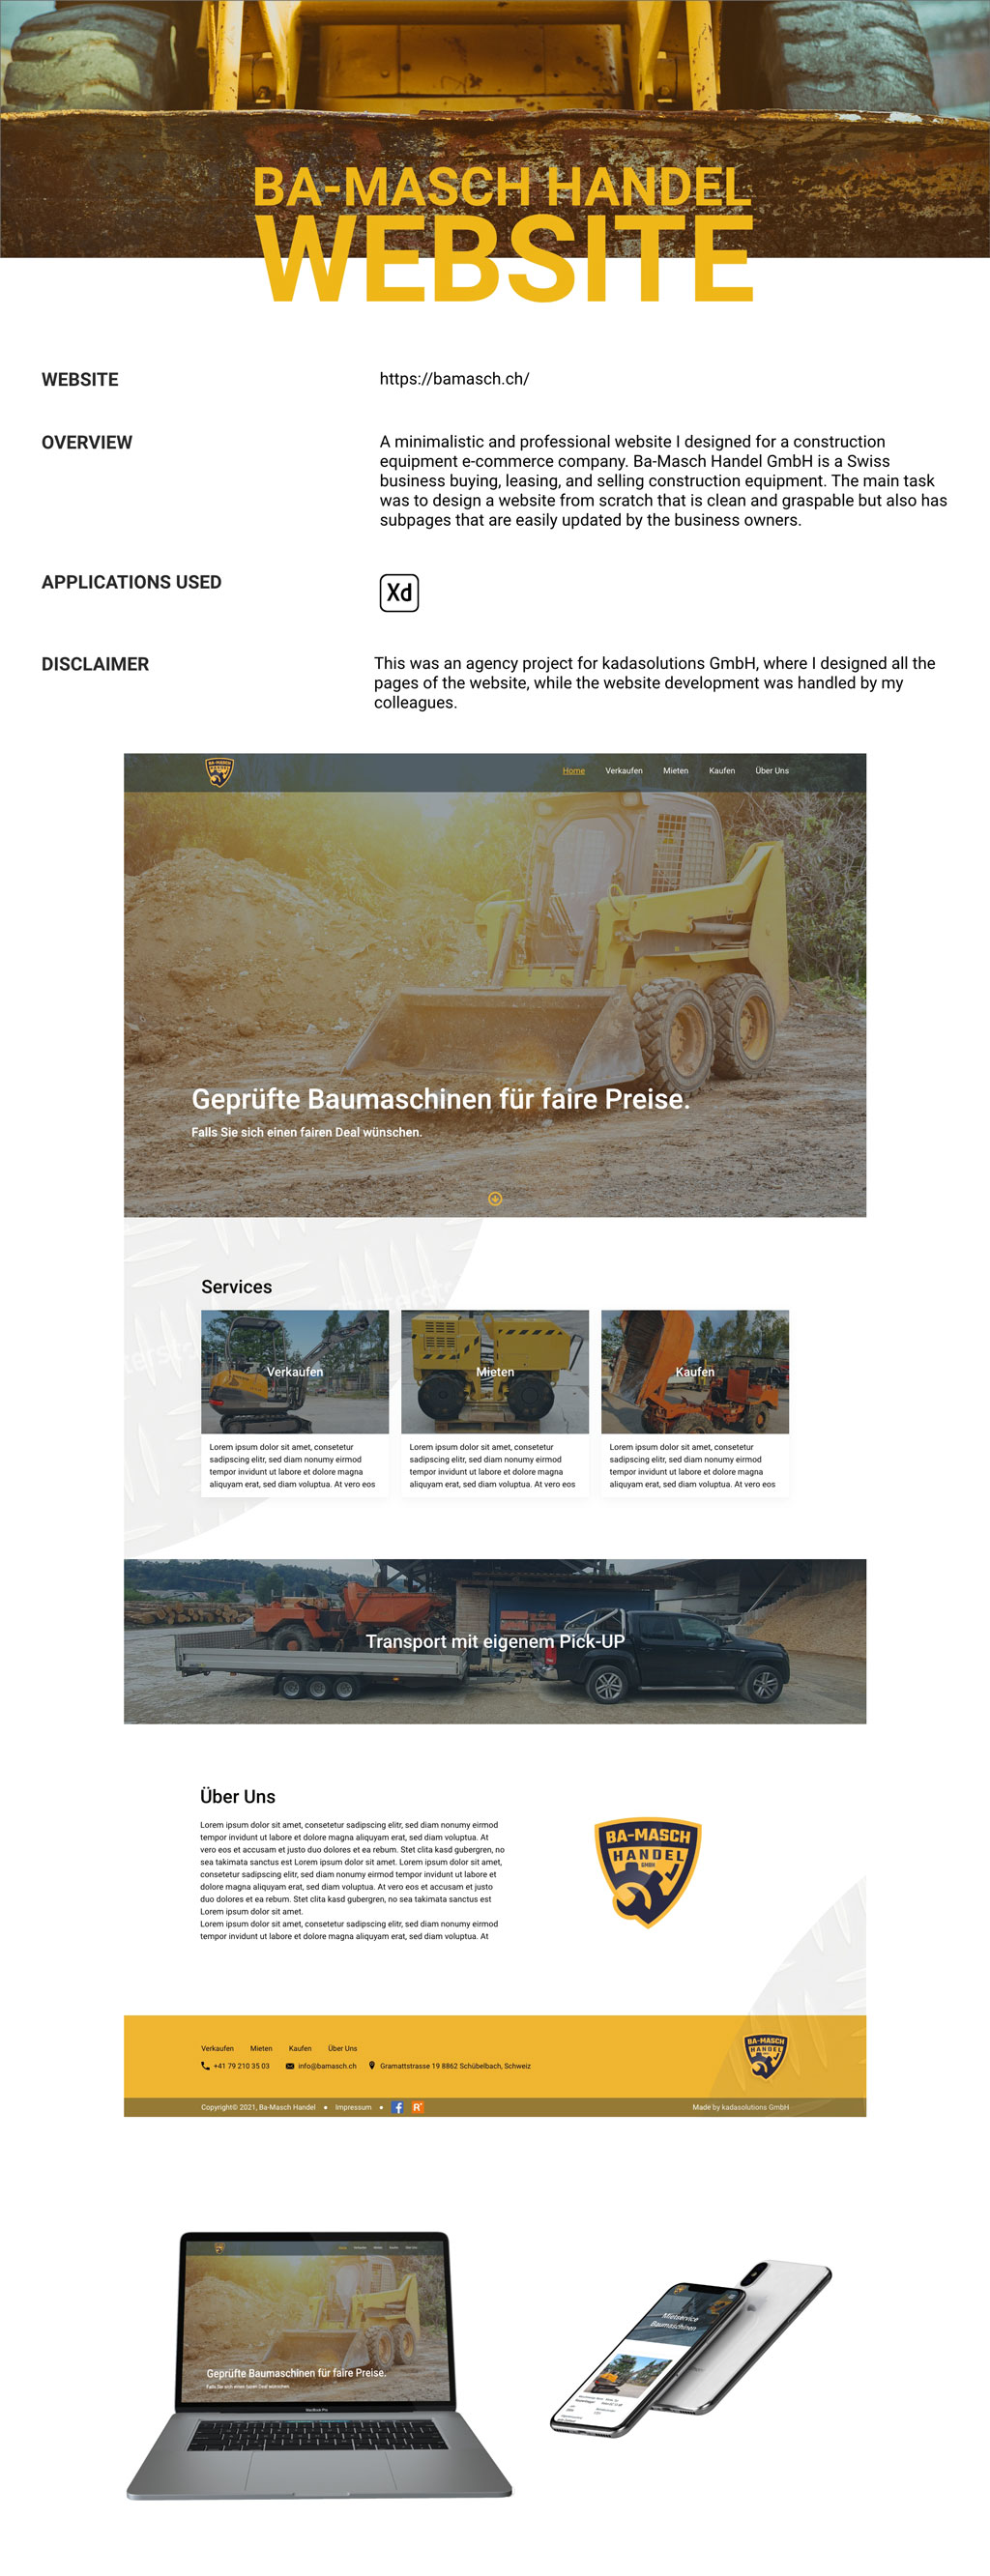 BA-MASCH HANDEL
WEBSITE
WEBSITE
https://bamasch.ch/
OVERVIEW
A minimalistic and professional website I designed for a construction
equipment e-commerce company. Ba-Masch Handel GmbH is a Swiss
business buying, leasing, and selling construction equipment. The main task
was to design a website from scratch that is clean and graspable but also has
subpages that are easily updated by the business owners.
APPLICATIONS USED
Xd
DISCLAIMER
This was an agency project for kadasolutions GmbH, where I designed all the
pages of the website, while the website development was handled by my
colleagues.
BA-MASCH
HANDEL
Home Verkaufen Mieten Kaufen Über Uns
Geprüfte Baumaschinen für faire Preise.
Falls Sie sich einen fairen Deal wünschen.
Services
Verkaufen
Lorem ipsum dolor sit amet, consetetur
sadipscing elitr, sed diam nonumy eirmod
tempor invidunt ut labore et dolore magna
aliquyam erat, sed diam voluptua. At vero eos
Mieten
Lorem ipsum dolor sit amet, consetetur
sadipscing elitr, sed diam nonumy eirmod
tempor invidunt ut labore et dolore magna
aliquyam erat, sed diam voluptua. At vero eos
Kaufen
Lorem ipsum dolor sit amet, consetetur
sadipscing elitr, sed diam nonumy eirmod
tempor invidunt ut labore et dolore magna
aliquyam erat, sed diam voluptua. At vero eos
Transport mit eigenem Pick-UP
Über Uns
Lorem ipsum dolor sit amet, consetetur sadipscing elitr, sed diam nonumy eirmod
tempor invidunt ut labore et dolore magna aliquyam erat, sed diam voluptua. At
vero eos et accusam et justo duo dolores et ea rebum. Stet clita kasd gubergren, no
sea takimata sanctus est Lorem ipsum dolor sit amet. Lorem ipsum dolor sit amet,
consetetur sadipscing elitr, sed diam nonumy eirmod tempor invidunt ut labore et
dolore magna aliquyam erat, sed diam voluptua. At vero eos et accusam et justo
duo dolores et ea rebum. Stet clita kasd gubergren, no sea takimata sanctus est
Lorem ipsum dolor sit amet.
Lorem ipsum dolor sit amet, consetetur sadipscing elitr, sed diam nonumy eirmod
tempor invidunt ut labore et dolore magna aliquyam erat, sed diam voluptua. At
BA-MASCH
HANDEL
GMBH
Verkaufen Mieten Kaufen Über Uns
+41 79 210 35 03 info@bamasch.ch Gramattstrasse 19 8862 Schübelbach, Schweiz
BA-MASCH
HANDEL
Copyright© 2021, Ba-Masch Handel • Impressum •
Made by kadasolutions GmbH
Geprüfte Baumaschinen für faire Preise.
Falls Sie sich einen fairen Deal wünschen.
MacBook Pro
Mietservice
Baumaschinen